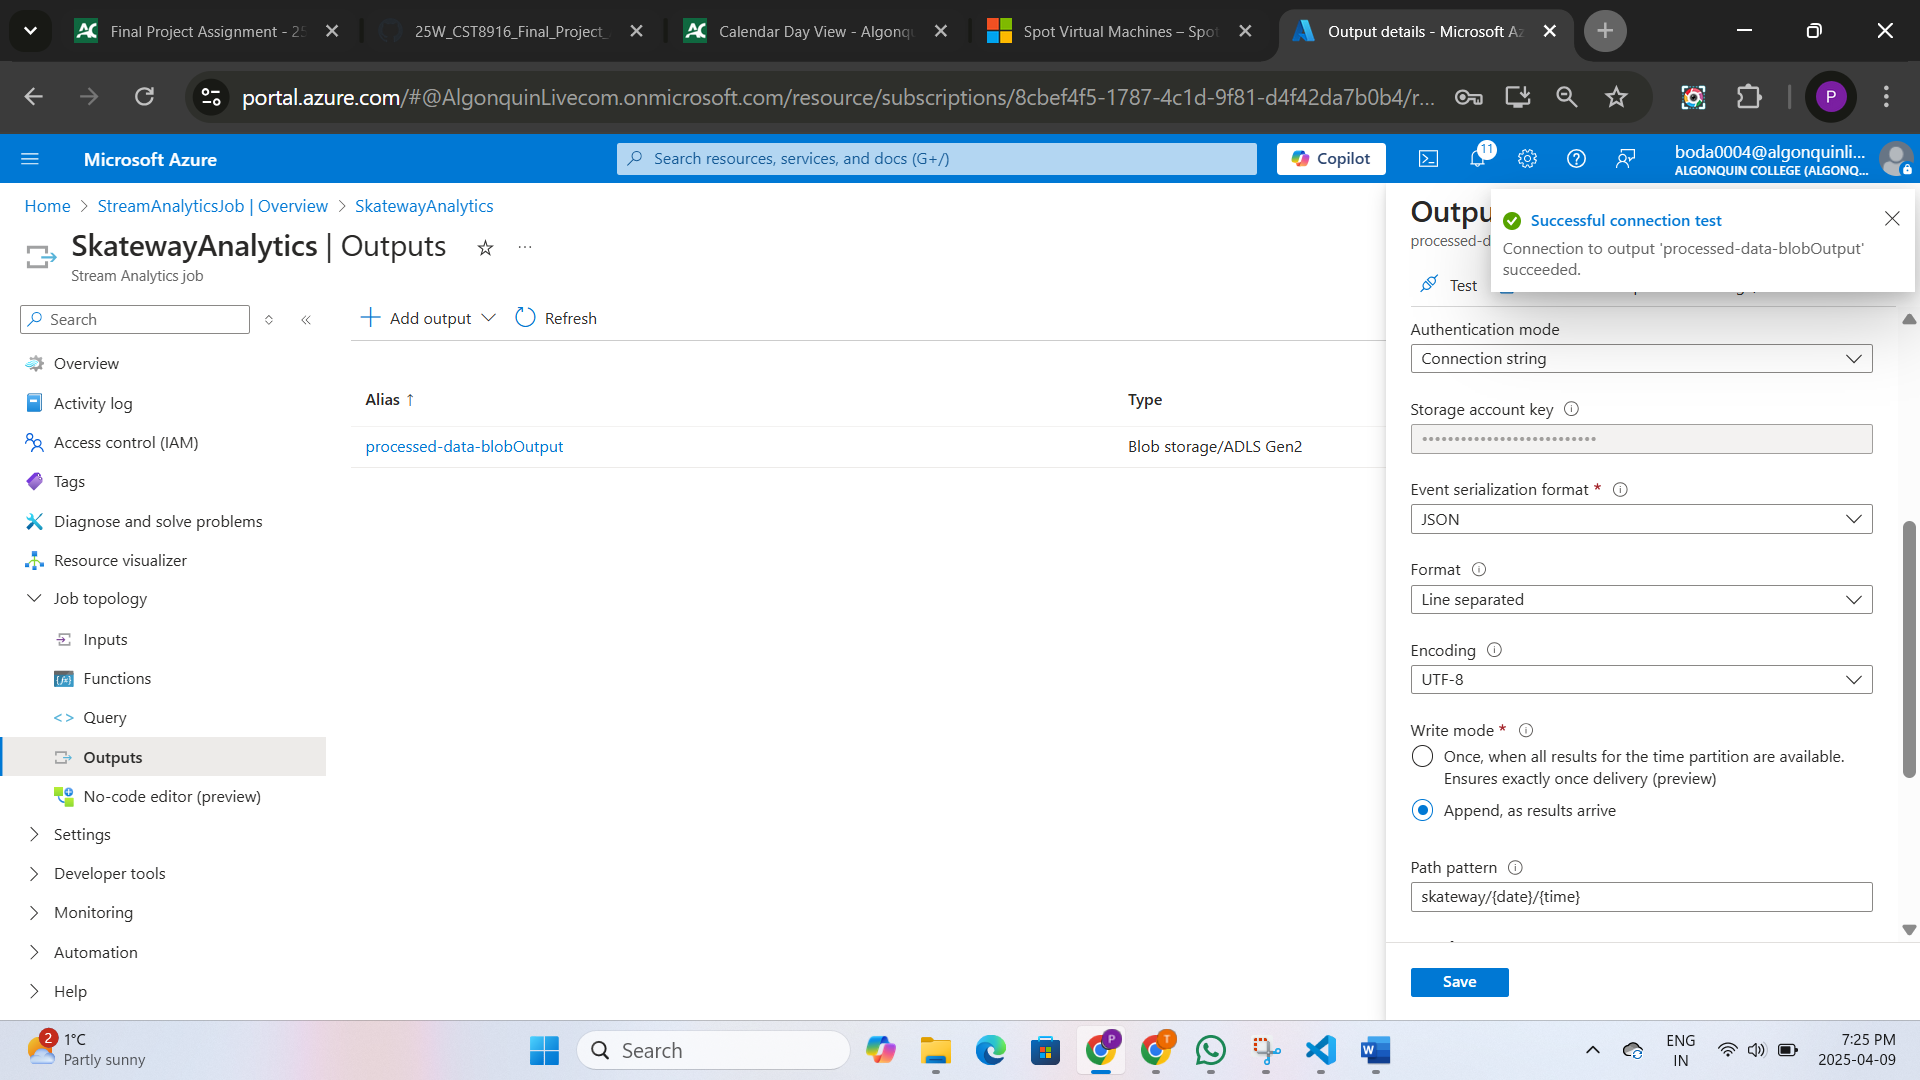 Final Project Assignment - 25
25W_CST8916_Final_Project_
Calendar Day View - Algonqu
Spot Virtual Machines – Spot
Output details - Microsoft Az
portal.azure.com/#@AlgonquinLivecom.onmicrosoft.com/resource/subscriptions/8cbef4f5-1787-4c1d-9f81-d4f42da7b0b4/r...
P
Microsoft Azure
Search resources, services, and docs (G+/)
Copilot
11
boda0004@algonquinli...
ALGONQUIN COLLEGE (ALGONQ...
Home > StreamAnalyticsJob | Overview > SkatewayAnalytics
SkatewayAnalytics | Outputs
Stream Analytics job
Search
Overview
Activity log
Access control (IAM)
Tags
Diagnose and solve problems
Resource visualizer
Job topology
Inputs
Functions
Query
Outputs
No-code editor (preview)
Settings
Developer tools
Monitoring
Automation
Help
Add output
Refresh
Alias ↑
Type
processed-data-blobOutput
Blob storage/ADLS Gen2
Outpu
processed-d
Successful connection test
Connection to output 'processed-data-blobOutput'
succeeded.
Test
Authentication mode
Connection string
Storage account key
Event serialization format *
JSON
Format
Line separated
Encoding
UTF-8
Write mode *
Once, when all results for the time partition are available.
Ensures exactly once delivery (preview)
Append, as results arrive
Path pattern
skateway/{date}/{time}
Save
2
1°C
Partly sunny
Search
P
T
ENG
IN
7:25 PM
2025-04-09